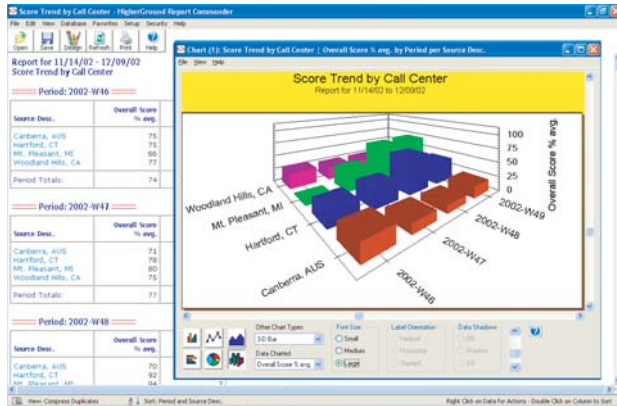 Score Trend by Call Center - HigherGround Report Commander
File Edit View Database Favorites Setup Security Help
Open Save Design Refresh Print Help
Report for 11/14/02 - 12/09/02
Score Trend by Call Center
Period: 2002-W46
Overall Score
Source Desc. % avg.
Canberra, AUS 75
Hartford, CT 75
Mt. Pleasant, MI 66
Woodland Hills, CA 77
Period Totals: 74
Period: 2002-W47
Overall Score
Source Desc. % avg.
Canberra, AUS 71
Hartford, CT 78
Mt. Pleasant, MI 80
Woodland Hills, CA 75
Period Totals: 77
Period: 2002-W48
Overall Score
Source Desc. % avg.
Canberra, AUS 70
Hartford, CT 92
Mt. Pleasant, MI 94
Chart (1): Score Trend by Call Center | Overall Score % avg. by Period per Source Desc.
File View Help
Score Trend by Call Center
Report for 11/14/02 to 12/09/02
100
75
50
25
0
Overall Score % avg.
Woodland Hills, CA
Mt. Pleasant, MI
Hartford, CT
Canberra, AUS
2002-W49
2002-W48
2002-W47
2002-W46
Other Chart Types
3-D Bar
Data Charted
Overall Score % avg.
Font Size
Small
Medium
Large
Label Orientation
Vertical
Horizontal
Slanted
Data Shadows
Off
Shadow
3-D
View: Compress Duplicates
Sort: Period and Source Desc.
Right Click on Data for Actions - Double Click on Column to Sort